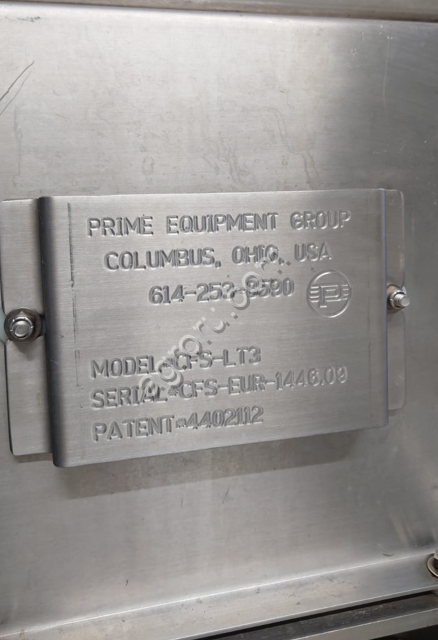 PRIME EQUIPMENT GROUP
COLUMBUS, OHIO, USA
MODEL-CFS-LT3
SERIAL-CFS-EUR-1446.09
PATENT-4402112